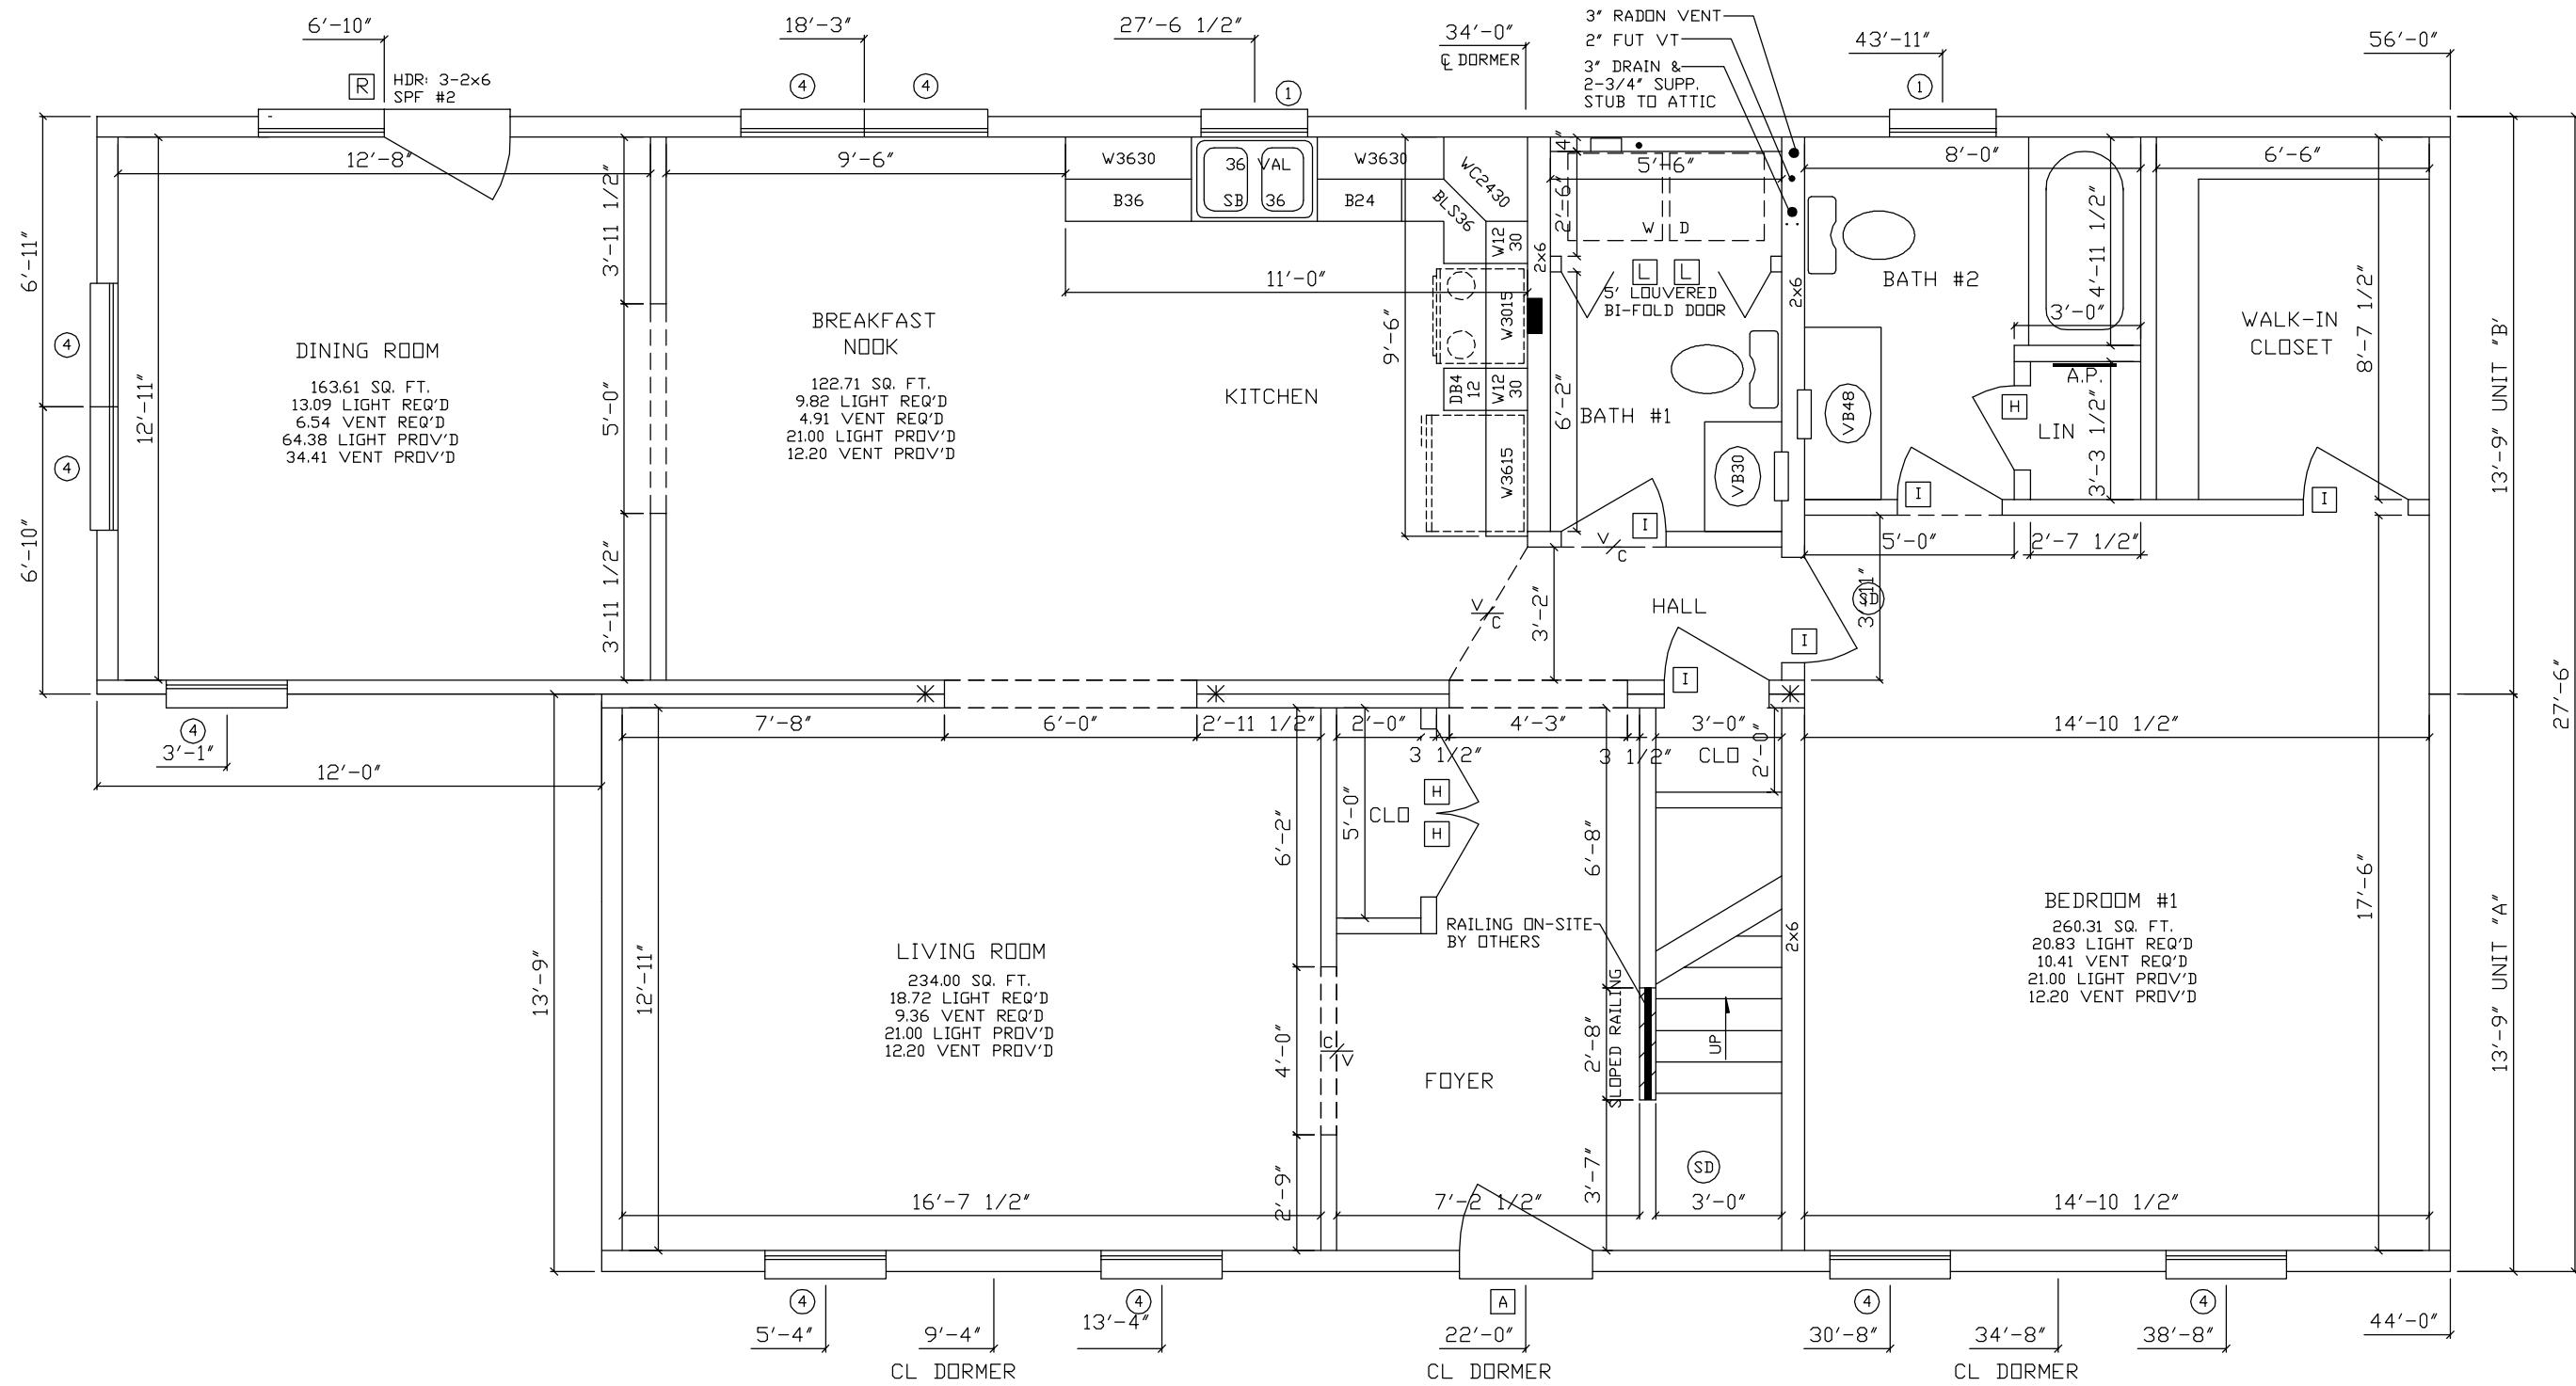 6'-10"
18'-3"
27'-6 1/2"
34'-0"
℄ DORMER
3" RADON VENT
2" FUT VT
3" DRAIN &
2-3/4" SUPP.
STUB TO ATTIC
43'-11"
56'-0"
R
HDR: 3-2x6
SPF #2
4
4
1
1
12'-8"
9'-6"
W3630
36 VAL
W3630
WC2430
4"
5'-6"
8'-0"
6'-6"
B36
SB 36
B24
BLS36
W12
30
2x6
2'-6"
W D
6'-11"
3'-11 1/2"
11'-0"
L L
5' LOUVERED
BI-FOLD DOOR
2x6
BATH #2
4'-11 1/2"
3'-0"
4
4
12'-11"
DINING ROOM
163.61 SQ. FT.
13.09 LIGHT REQ'D
6.54 VENT REQ'D
64.38 LIGHT PROV'D
34.41 VENT PROV'D
5'-0"
BREAKFAST
NOOK
122.71 SQ. FT.
9.82 LIGHT REQ'D
4.91 VENT REQ'D
21.00 LIGHT PROV'D
12.20 VENT PROV'D
KITCHEN
9'-6"
W3015
DB4
12
W12
30
W3615
6'-2"
BATH #1
VB30
VB48
A.P.
H
LIN
3'-3 1/2"
WALK-IN
CLOSET
8'-7 1/2"
13'-9" UNIT "B"
6'-10"
3'-11 1/2"
I
I
I
V
C
5'-0"
2'-7 1/2"
V
C
3'-2"
HALL
SD
3'-11"
I
I
27'-6"
4
3'-1"
12'-0"
7'-8"
6'-0"
2'-11 1/2"
2'-0"
3 1/2"
4'-3"
3 1/2"
3'-0"
CLO
2'-0"
14'-10 1/2"
13'-9"
12'-11"
LIVING ROOM
234.00 SQ. FT.
18.72 LIGHT REQ'D
9.36 VENT REQ'D
21.00 LIGHT PROV'D
12.20 VENT PROV'D
6'-2"
4'-0"
2'-9"
5'-0"
CLO
H
H
C
V
RAILING ON-SITE
BY OTHERS
FOYER
6'-8"
2'-8"
3'-7"
SLOPED RAILING
UP
SD
2x6
BEDROOM #1
260.31 SQ. FT.
20.83 LIGHT REQ'D
10.41 VENT REQ'D
21.00 LIGHT PROV'D
12.20 VENT PROV'D
17'-6"
13'-9" UNIT "A"
16'-7 1/2"
7'-2 1/2"
3'-0"
14'-10 1/2"
4
4
A
4
4
5'-4"
9'-4"
13'-4"
22'-0"
30'-8"
34'-8"
38'-8"
44'-0"
CL DORMER
CL DORMER
CL DORMER